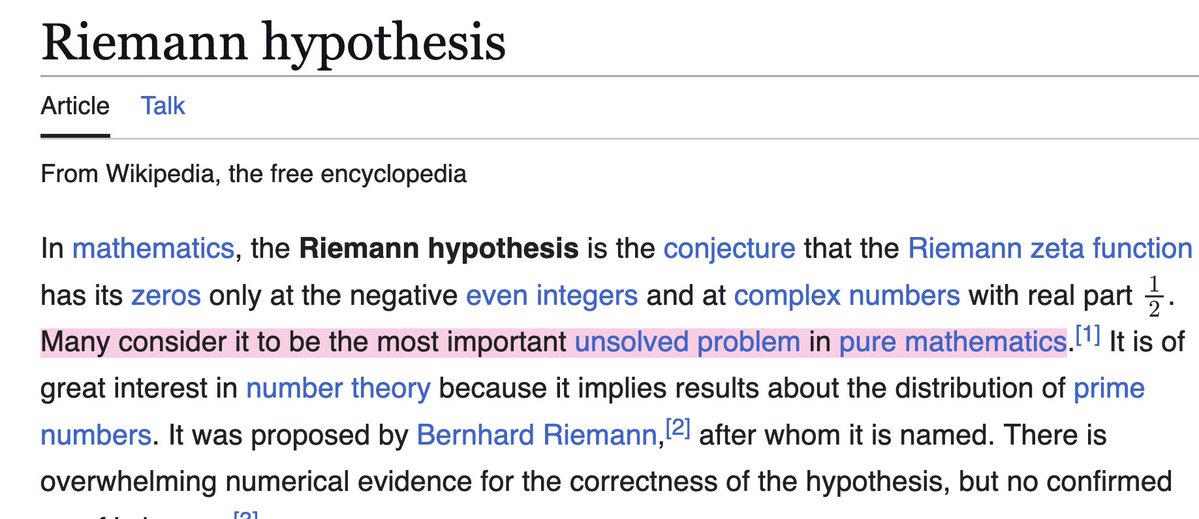 Riemann hypothesis
Article Talk
From Wikipedia, the free encyclopedia
In mathematics, the Riemann hypothesis is the conjecture that the Riemann zeta function
has its zeros only at the negative even integers and at complex numbers with real part 1/2.
Many consider it to be the most important unsolved problem in pure mathematics.[1] It is of
great interest in number theory because it implies results about the distribution of prime
numbers. It was proposed by Bernhard Riemann,[2] after whom it is named. There is
overwhelming numerical evidence for the correctness of the hypothesis, but no confirmed